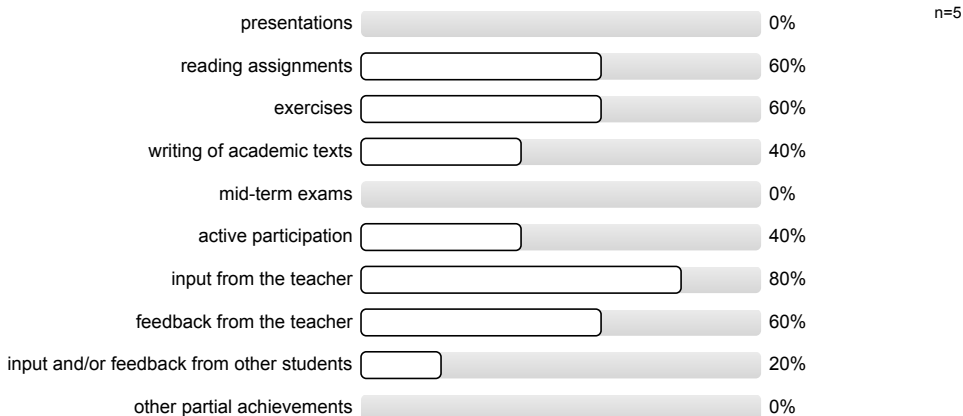 presentations 0% n=5
reading assignments 60%
exercises 60%
writing of academic texts 40%
mid-term exams 0%
active participation 40%
input from the teacher 80%
feedback from the teacher 60%
input and/or feedback from other students 20%
other partial achievements 0%